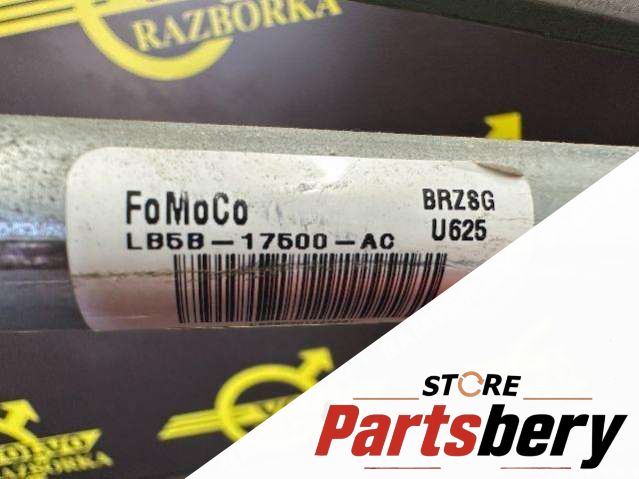 RAZBORKA
FoMoCo
BRZSG
LB5B-17500-AC
U625
STORE
Partsbery
RAZBORKA